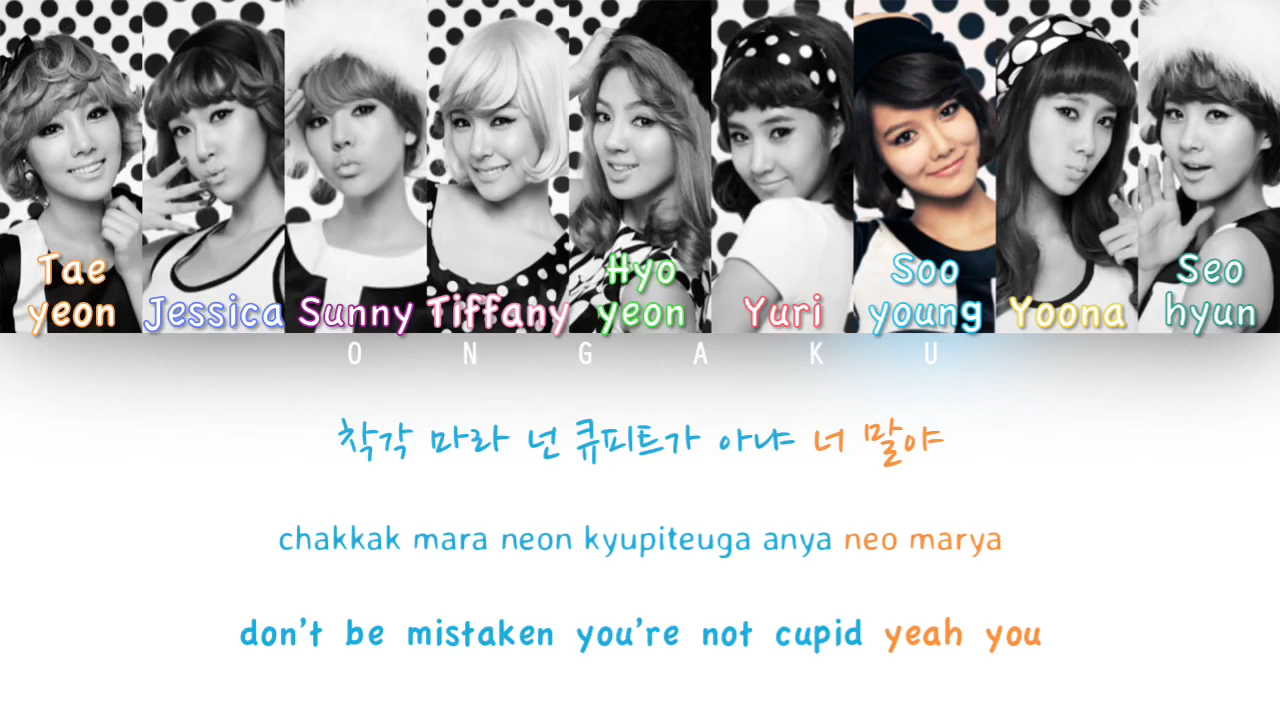 Tae
yeon
Jessica
Sunny
Tiffany
Hyo
yeon
Yuri
Soo
young
Yoona
Seo
hyun
O N G A K U
착각 마라 넌 큐피트가 아냐 너 말야
chakkak mara neon kyupiteuga anya neo marya
don't be mistaken you're not cupid yeah you